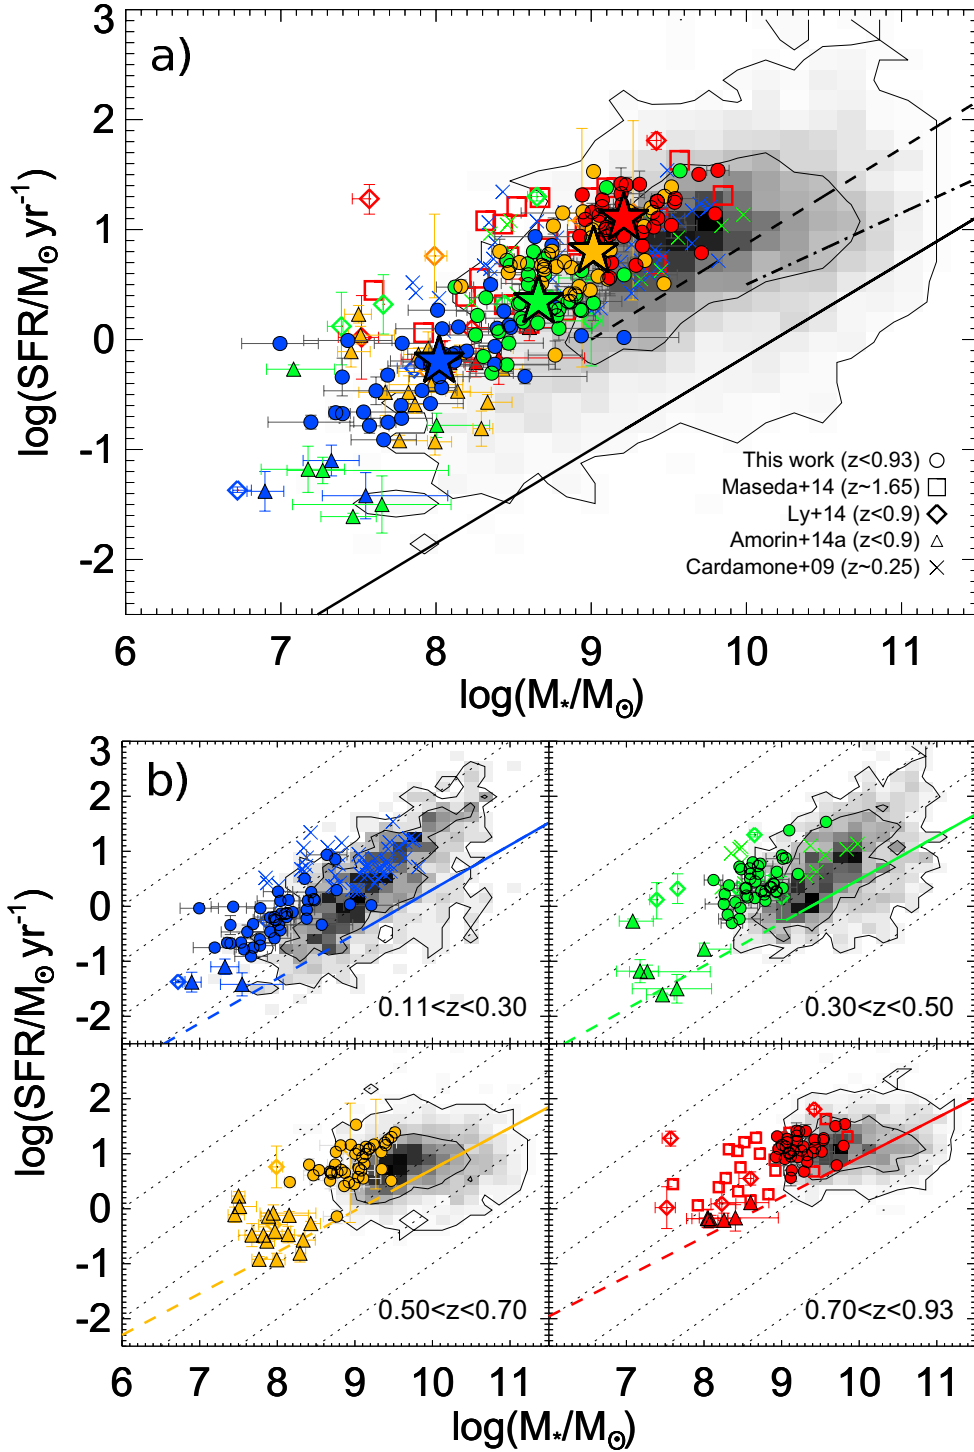 3
a)
2
1
0
-1
-2
log(SFR/M⊙ yr⁻¹)
This work (z<0.93)
Maseda+14 (z~1.65)
Ly+14 (z<0.9)
Amorin+14a (z<0.9)
Cardamone+09 (z~0.25)
6 7 8 9 10 11
log(M*/M⊙)
3
b)
2
1
0
-1
-2
0.11<z<0.30
0.30<z<0.50
log(SFR/M⊙ yr⁻¹)
2
1
0
-1
-2
0.50<z<0.70
0.70<z<0.93
6 7 8 9 10 11 7 8 9 10 11
log(M*/M⊙)